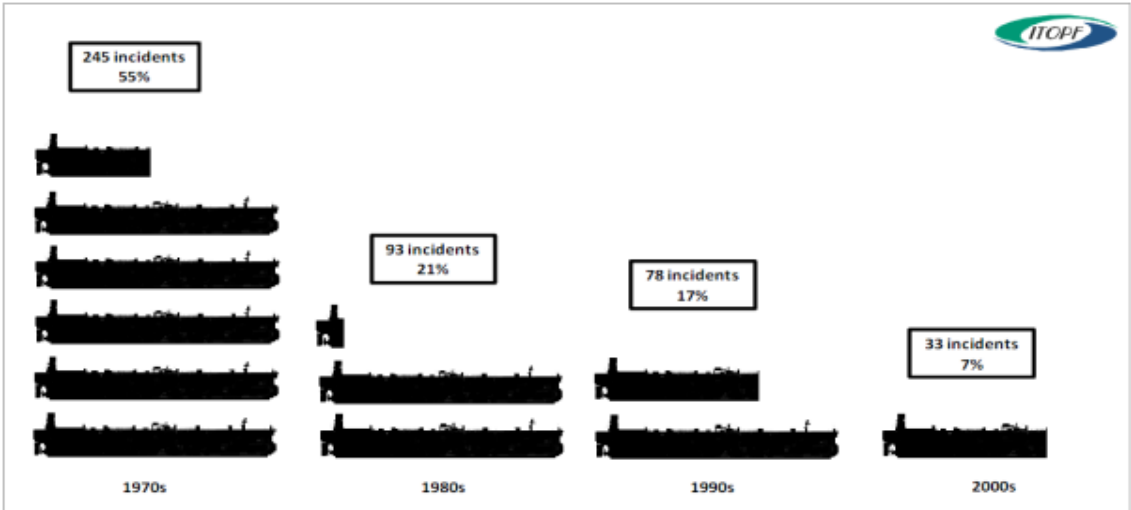 ITOPF
245 incidents
55%
93 incidents
21%
78 incidents
17%
33 incidents
7%
1970s
1980s
1990s
2000s